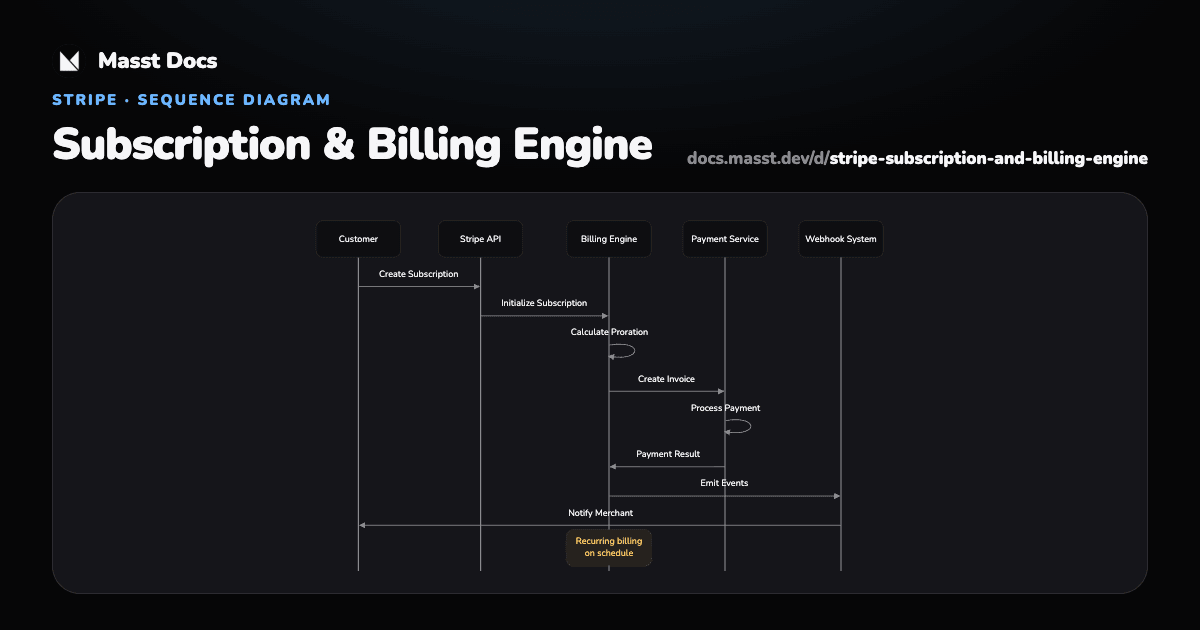 Masst Docs
STRIPE · SEQUENCE DIAGRAM
Subscription & Billing Engine
docs.masst.dev/d/stripe-subscription-and-billing-engine
Customer
Stripe API
Billing Engine
Payment Service
Webhook System
Create Subscription
Initialize Subscription
Calculate Proration
Create Invoice
Process Payment
Payment Result
Emit Events
Notify Merchant
Recurring billing
on schedule